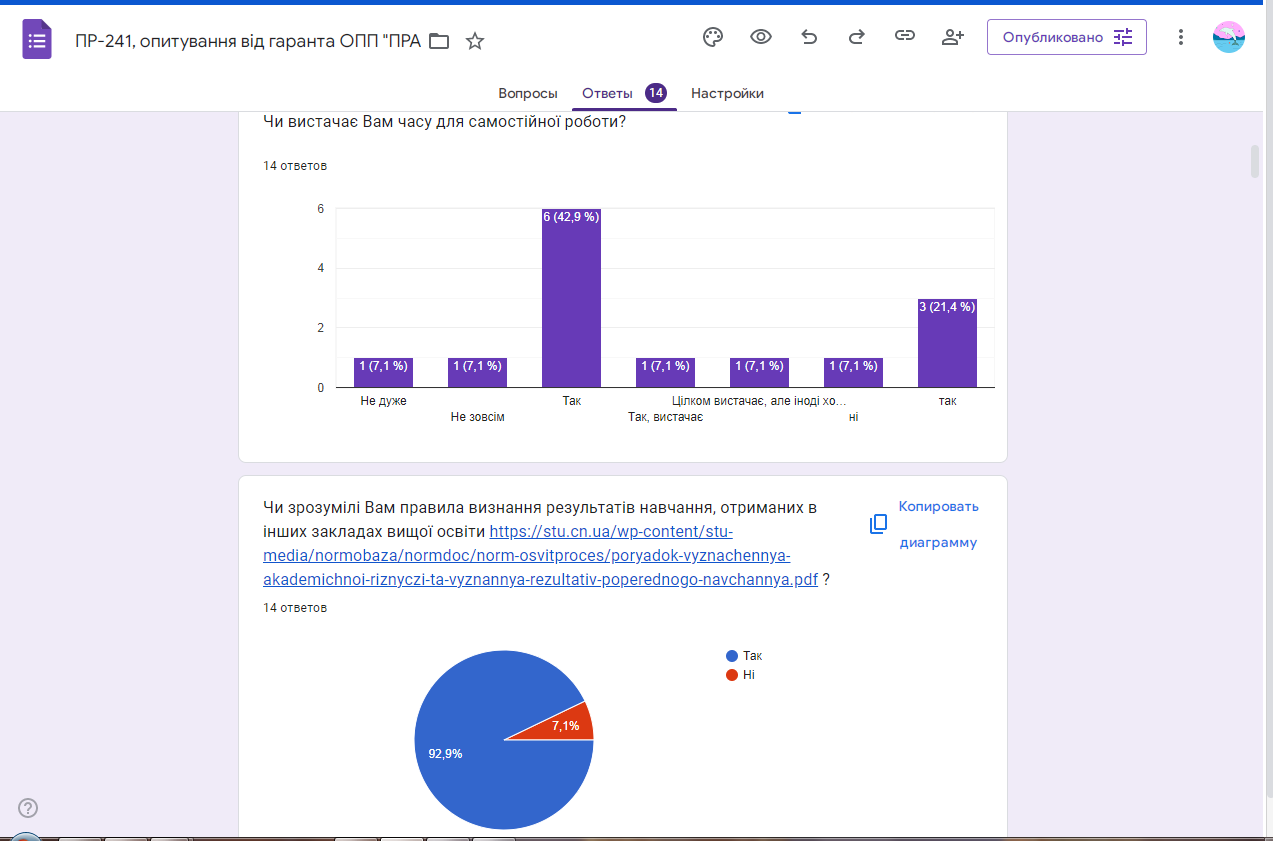 ПР-241, опитування від гаранта ОПП "ПРА
Опубликовано
Вопросы
Ответы 14
Настройки
Чи вистачає Вам часу для самостійної роботи?
14 ответов
6
4
2
0
1 (7,1 %)
1 (7,1 %)
6 (42,9 %)
1 (7,1 %)
1 (7,1 %)
1 (7,1 %)
3 (21,4 %)
Не дуже
Не зовсім
Так
Так, вистачає
Цілком вистачає, але іноді хо…
ні
так
Чи зрозумілі Вам правила визнання результатів навчання, отриманих в
інших закладах вищої освіти https://stu.cn.ua/wp-content/stu-
media/normobaza/normdoc/norm-osvitproces/poryadok-vyznachennya-
akademichnoi-riznyczi-ta-vyznannya-rezultativ-poperednogo-navchannya.pdf ?
Копировать
диаграмму
14 ответов
Так
Ні
7,1%
92,9%